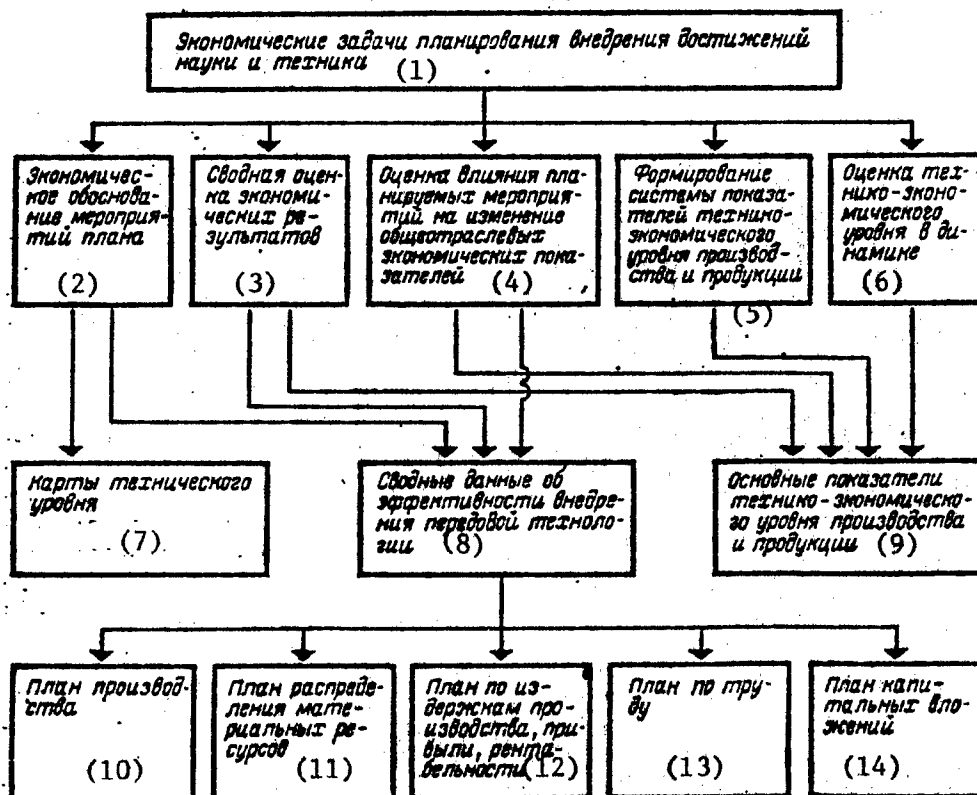 Экономические задачи планирования внедрения достижений
науки и техника (1)
Экономичес-
кое обоснова-
ние мероприя-
тий плана
(2)
Сводная оцен-
ка экономи-
ческих ре-
зультатов
(3)
Оценка влияния пла-
нируемых мероприя-
тий на изменение
общеотраслевых
экономических пока-
зателей (4)
Формирование
системы показа-
телей технико-
экономического
уровня производ-
ства и продукции
(5)
Оценка тех-
нико-эконо-
мического
уровня в ди-
намике
(6)
Карты технического
уровня
(7)
Сводные данные об
эффективности внедре-
ния передовой техноло-
гии (8)
Основные показатели
технико-экономическо-
го уровня производства
и продукции (9)
План производ-
ства
(10)
План распреде-
ления мате-
риальных ре-
сурсов
(11)
План по из-
держкам про-
изводства, при-
были, рента-
бельности (12)
План по тру-
ду
(13)
План капи-
тальных вло-
жений
(14)